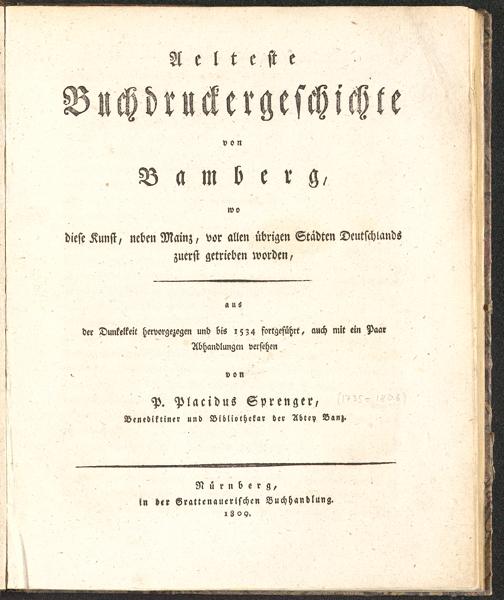 Aelteste
Buchdruckergeschichte
von
Bamberg,
wo
diese Kunst, neben Mainz, vor allen übrigen Städten Deutschlands
zuerst getrieben worden,
aus
der Dunkelkeit hervorgezogen und bis 1534 fortgeführt, auch mit ein Paar
Abhandlungen versehen
von
P. Placidus Sprenger, (1735-1806)
Benediktiner und Bibliothekar der Abtey Banz.
Nürnberg,
in der Grattenauerischen Buchhandlung.
1800.